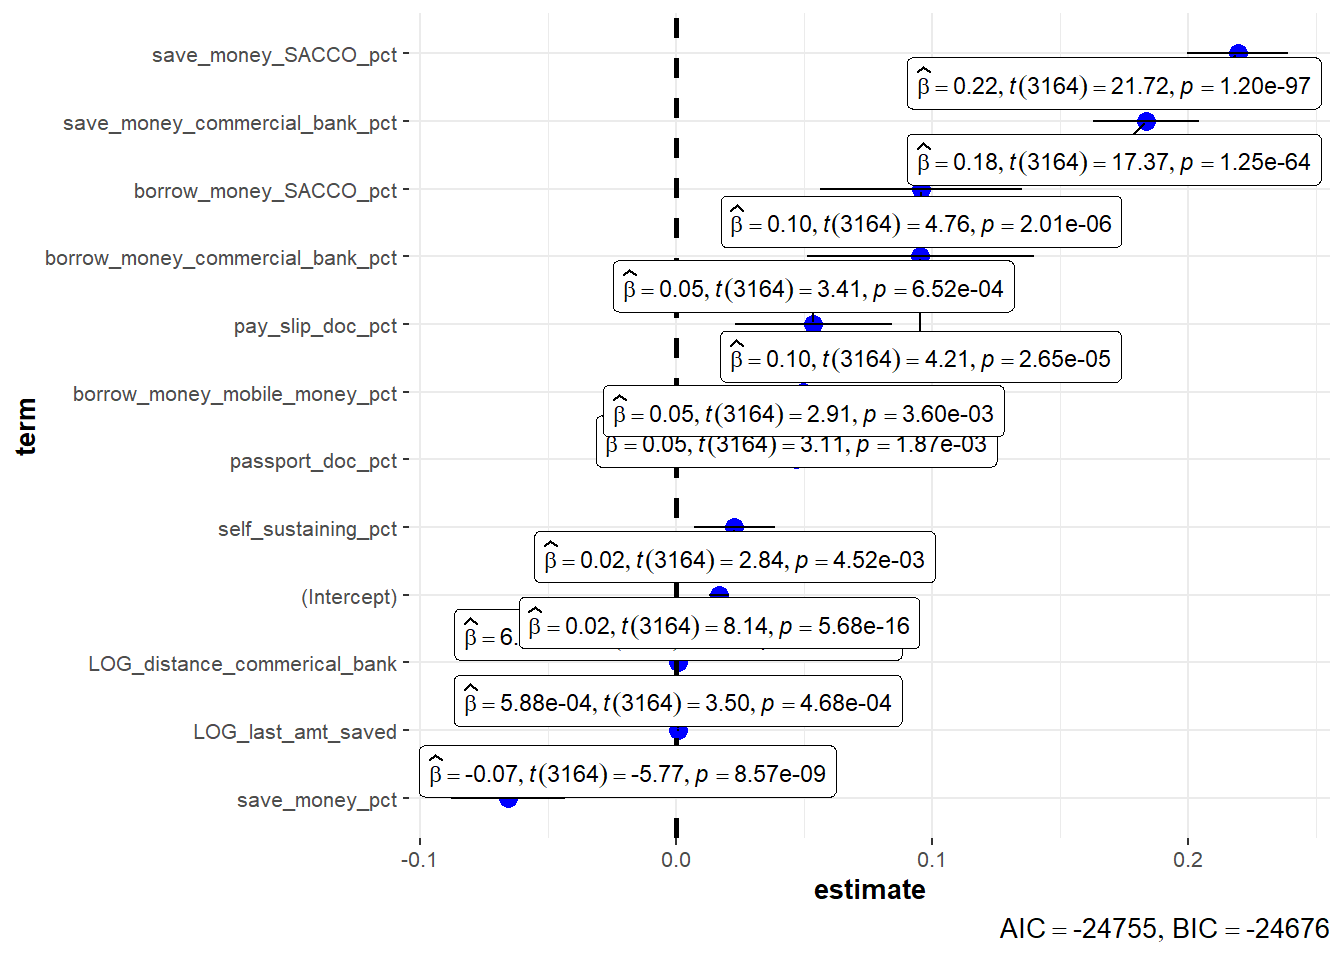 save_money_SACCO_pct
β̂ = 0.22, t(3164) = 21.72, p = 1.20e-97
save_money_commercial_bank_pct
β̂ = 0.18, t(3164) = 17.37, p = 1.25e-64
borrow_money_SACCO_pct
β̂ = 0.10, t(3164) = 4.76, p = 2.01e-06
borrow_money_commercial_bank_pct
β̂ = 0.05, t(3164) = 3.41, p = 6.52e-04
pay_slip_doc_pct
β̂ = 0.10, t(3164) = 4.21, p = 2.65e-05
borrow_money_mobile_money_pct
β̂ = 0.05, t(3164) = 2.91, p = 3.60e-03
β = 0.05, t(3164) = 3.11, p = 1.87e-03
passport_doc_pct
self_sustaining_pct
β̂ = 0.02, t(3164) = 2.84, p = 4.52e-03
(Intercept)
β̂ = 0.02, t(3164) = 8.14, p = 5.68e-16
β̂ = 6.
LOG_distance_commerical_bank
β̂ = 5.88e-04, t(3164) = 3.50, p = 4.68e-04
LOG_last_amt_saved
β̂ = -0.07, t(3164) = -5.77, p = 8.57e-09
save_money_pct
term
-0.1 0.0 0.1 0.2
estimate
AIC = -24755, BIC = -24676